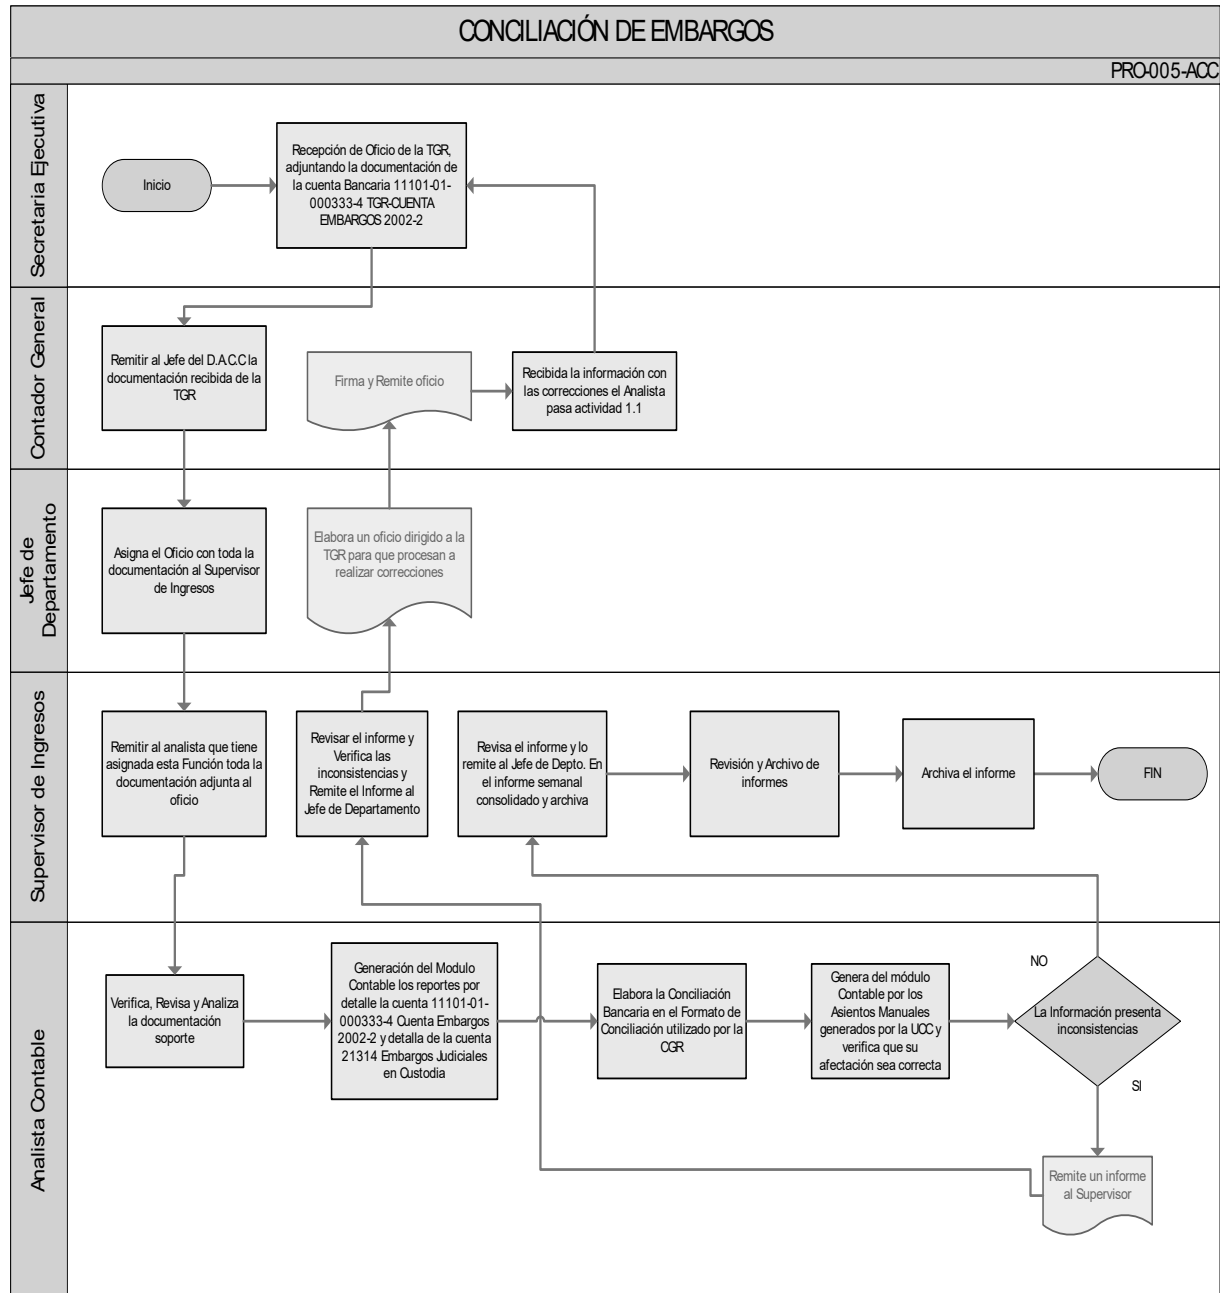 CONCILIACIÓN DE EMBARGOS
PRO-005-ACC
Secretaria Ejecutiva
Inicio
Recepción de Oficio de la TGR,
adjuntando la documentación de
la cuenta Bancaria 11101-01-
000333-4 TGR-CUENTA
EMBARGOS 2002-2
Contador General
Remitir al Jefe del D.A.C.C la
documentación recibida de la
TGR
Firma y Remite oficio
Recibida la información con
las correcciones el Analista
pasa actividad 1.1
Jefe de
Departamento
Asigna el Oficio con toda la
documentación al Supervisor
de Ingresos
Elabora un oficio dirigido a la
TGR para que procesan a
realizar correcciones
Supervisor de Ingresos
Remitir al analista que tiene
asignada esta Función toda la
documentación adjunta al
oficio
Revisar el informe y
Verifica las
inconsistencias y
Remite el Informe al
Jefe de Departamento
Revisa el informe y lo
remite al Jefe de Depto. En
el informe semanal
consolidado y archiva
Revisión y Archivo de
informes
Archiva el informe
FIN
Analista Contable
Verifica, Revisa y Analiza
la documentación
soporte
Generación del Modulo
Contable los reportes por
detalle la cuenta 11101-01-
000333-4 Cuenta Embargos
2002-2 y detalla de la cuenta
21314 Embargos Judiciales
en Custodia
Elabora la Conciliación
Bancaria en el Formato de
Conciliación utilizado por la
CGR
Genera del módulo
Contable por los
Asientos Manuales
generados por la UCC y
verifica que su
afectación sea correcta
NO
La Información presenta
inconsistencias
SI
Remite un informe
al Supervisor